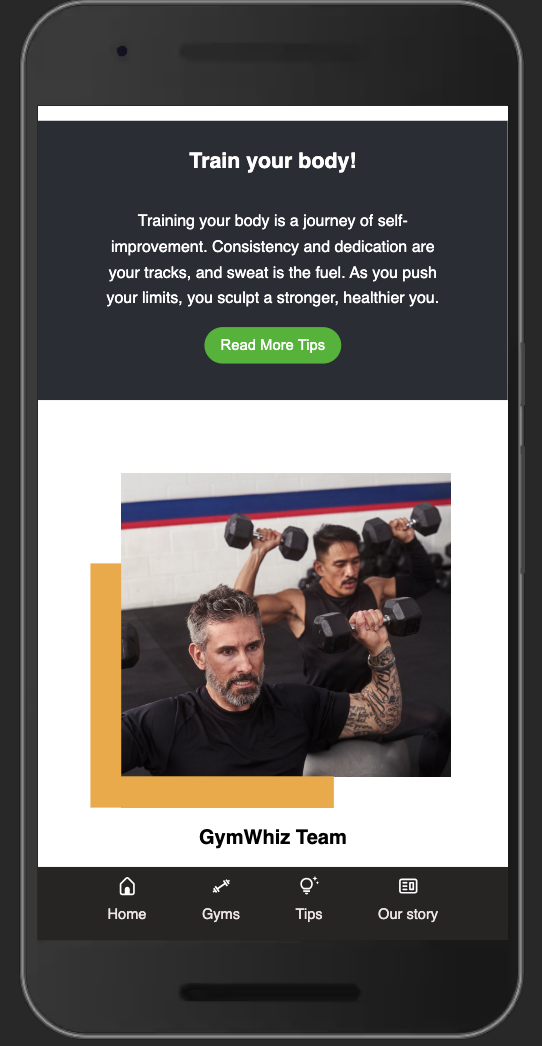 Train your body!
Training your body is a journey of self-
improvement. Consistency and dedication are
your tracks, and sweat is the fuel. As you push
your limits, you sculpt a stronger, healthier you.
Read More Tips
GymWhiz Team
Home
Gyms
Tips
Our story